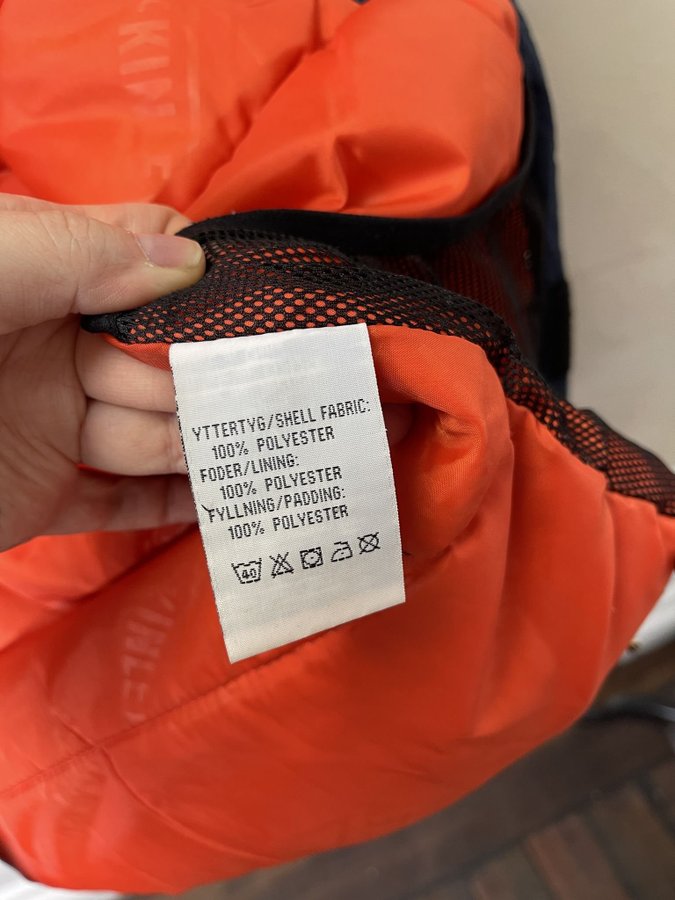 YTTERTYG/SHELL FABRIC:
100% POLYESTER
FODER/LINING:
100% POLYESTER
FYLLNING/PADDING:
100% POLYESTER
40